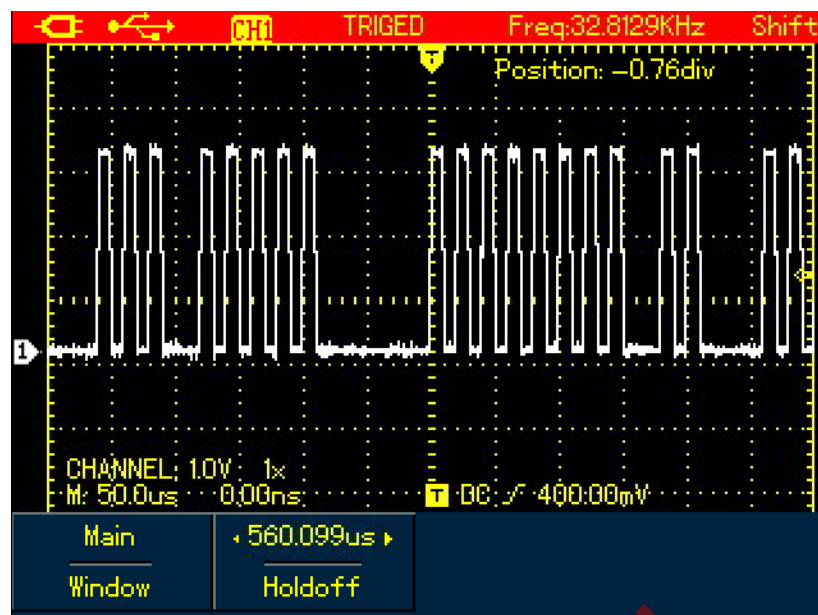 CH1 TRIGED Freq:32.8129KHz Shift
T
Position: -0.76div
1
CHANNEL: 1.0V 1x
M: 50.0us 0.00ns T DC 400.00mV
Main 560.099us
Window Holdoff